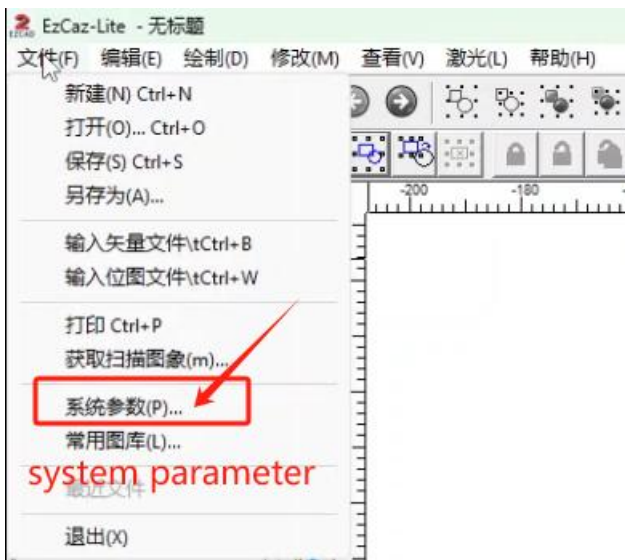 EZCAD EzCaz-Lite - 无标题
文件(F) 编辑(E) 绘制(D) 修改(M) 查看(V) 激光(L) 帮助(H)
新建(N) Ctrl+N
打开(O)... Ctrl+O
保存(S) Ctrl+S
另存为(A)...
输入矢量文件\tCtrl+B
输入位图文件\tCtrl+W
打印 Ctrl+P
获取扫描图象(m)...
系统参数(P)...
常用图库(L)...
system parameter
最近文件
退出(X)
-200
-180